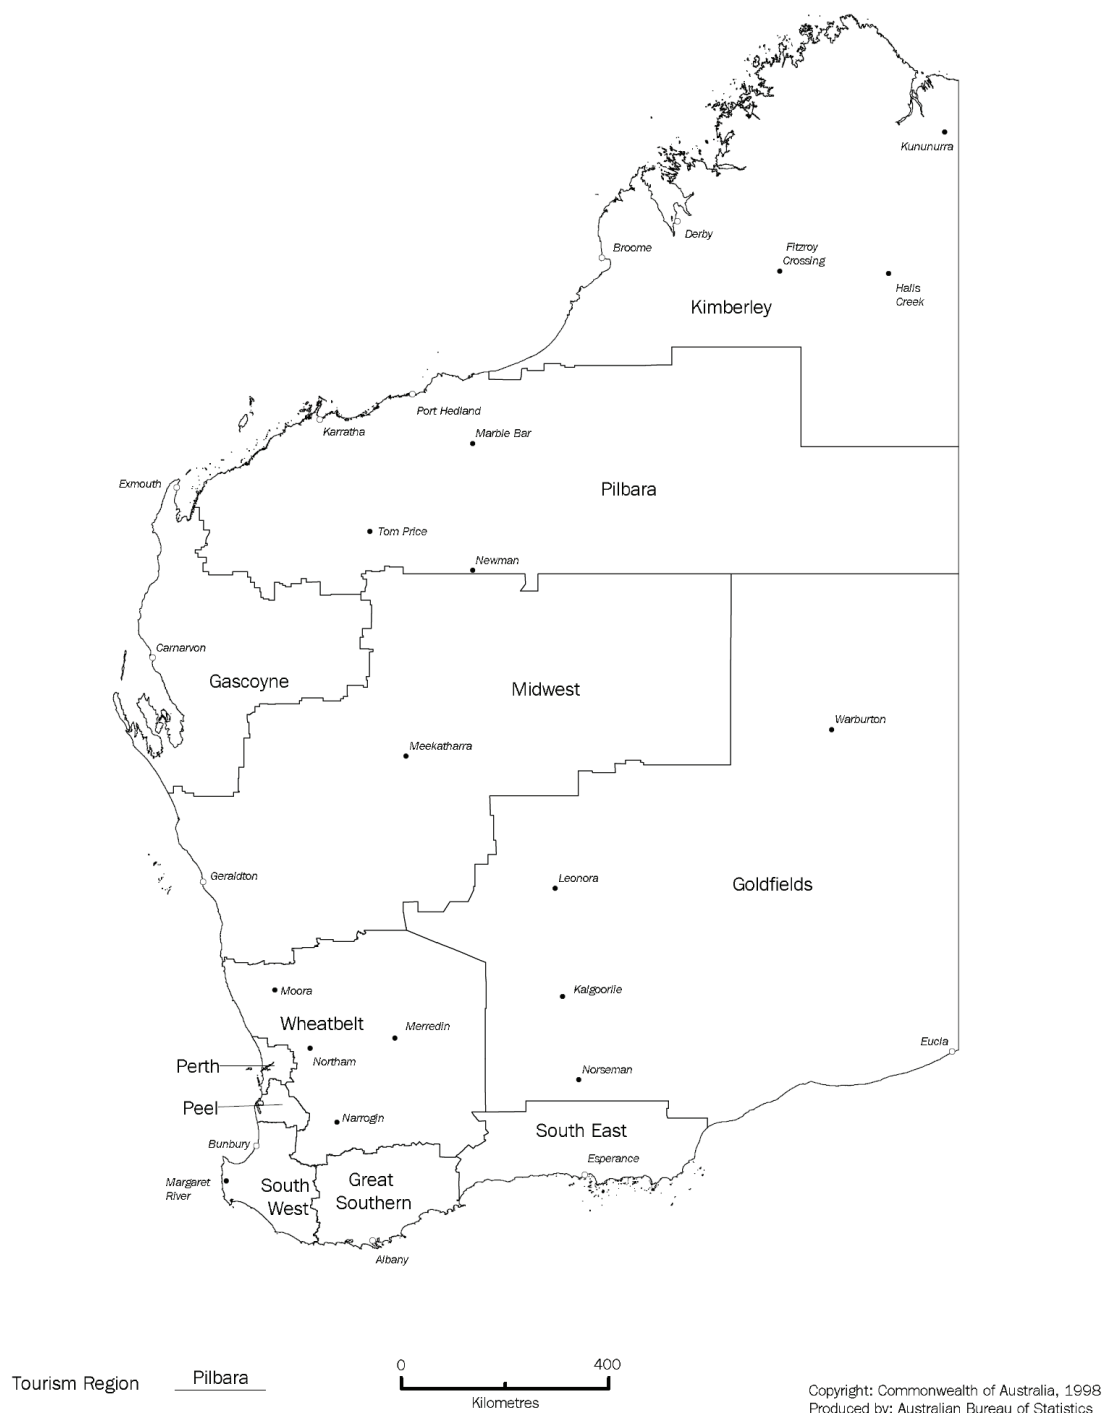 Kununurra
Derby
Broome
Fitzroy
Crossing
Halls
Creek
Kimberley
Port Hedland
Karratha
Marble Bar
Exmouth
Pilbara
Tom Price
Newman
Carnarvon
Gascoyne
Midwest
Warburton
Meekatharra
Geraldton
Leonora
Goldfields
Moora
Kalgoorlie
Wheatbelt
Merredin
Eucla
Perth
Northam
Norseman
Peel
Narrogin
South East
Bunbury
Esperance
Margaret
River
South
West
Great
Southern
Albany
0 400
Kilometres
Tourism Region Pilbara
Copyright: Commonwealth of Australia, 1998
Produced by: Australian Bureau of Statistics